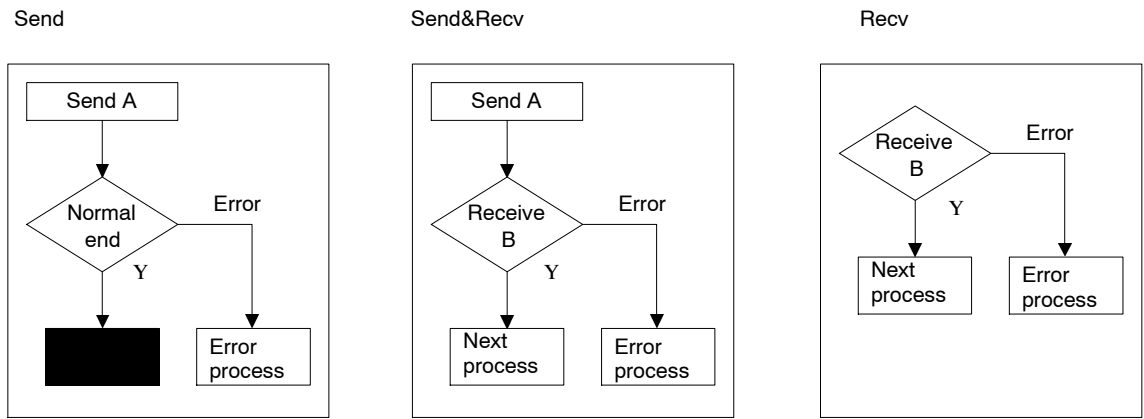 Send
Send A
Normal
end
Error
Y
Error
process
Send&Recv
Send A
Receive
B
Error
Y
Next
process
Error
process
Recv
Receive
B
Error
Y
Next
process
Error
process